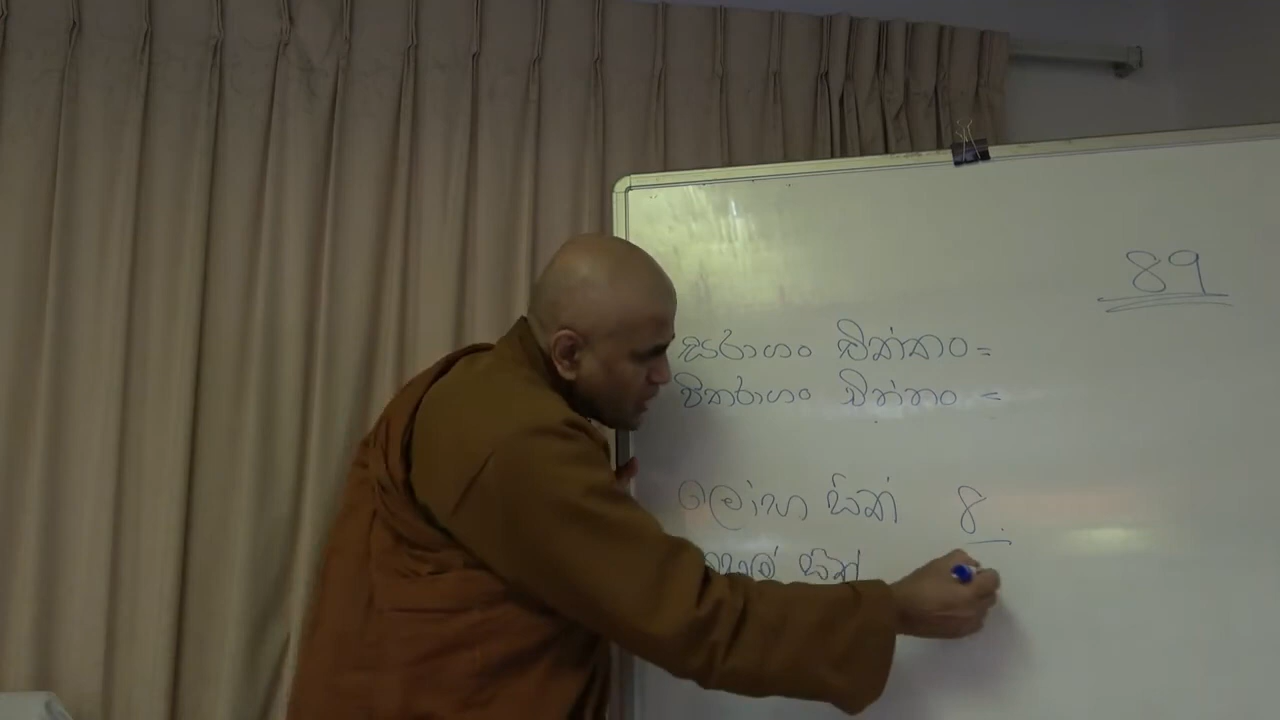 89
සරාගං චිත්තං =
විතරාගං චිත්තං =
ලෝභ සිත් 8.
සිත්